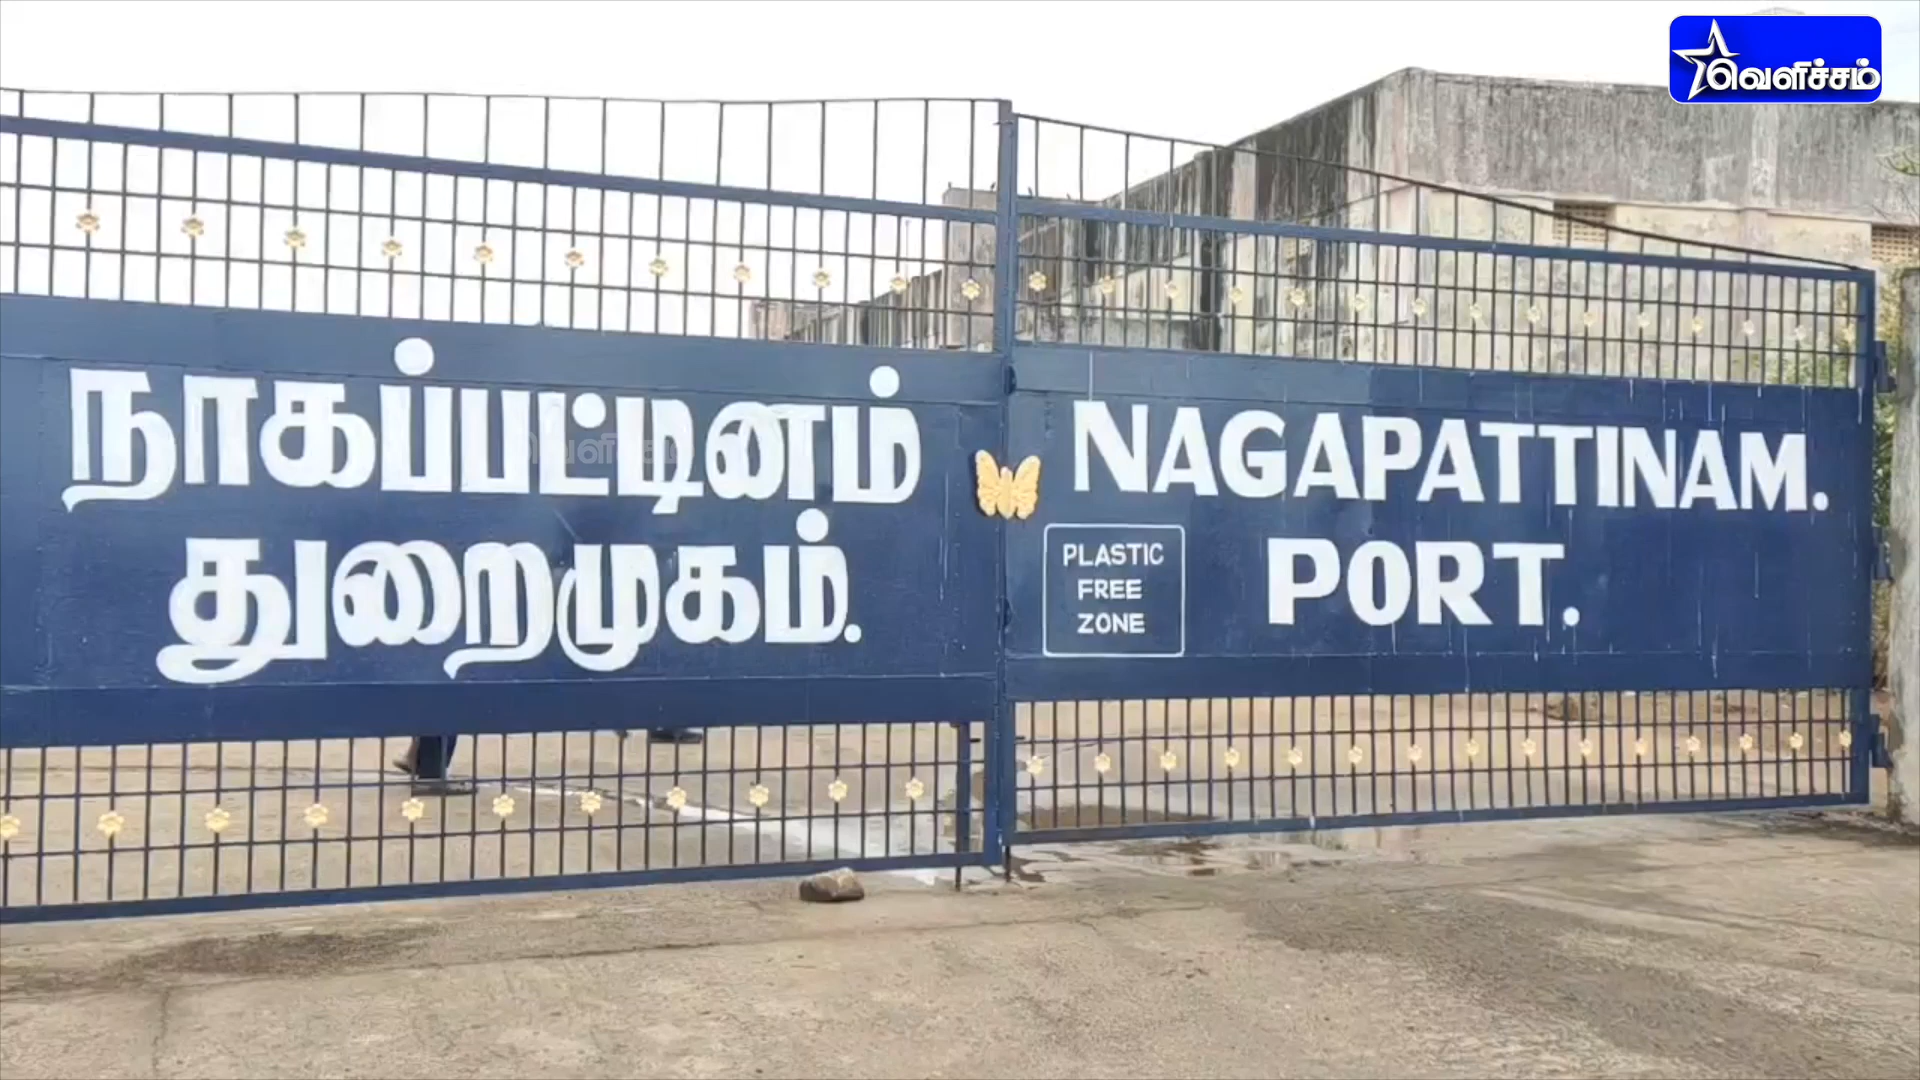 வெளிச்சம்
நாகப்பட்டினம்
துறைமுகம்.
NAGAPATTINAM.
PORT.
PLASTIC
FREE
ZONE